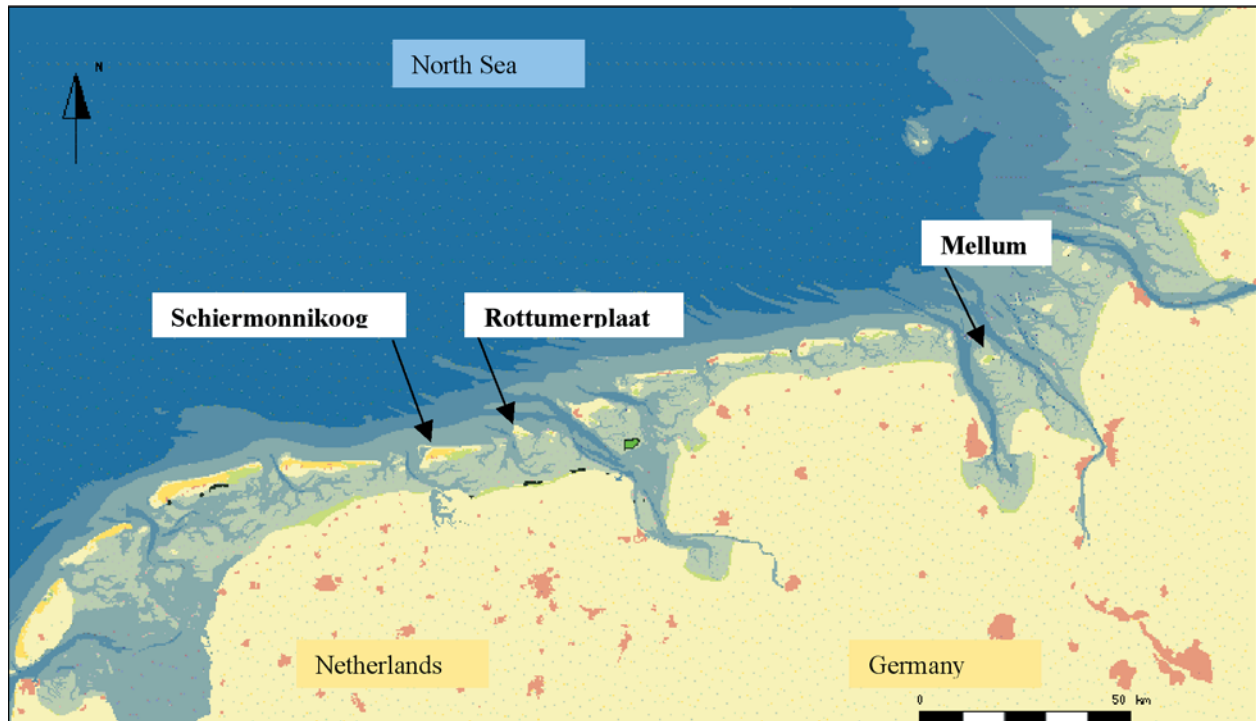 N
North Sea
Mellum
Schiermonnikoog
Rottumerplaat
Netherlands
Germany
0 50 km